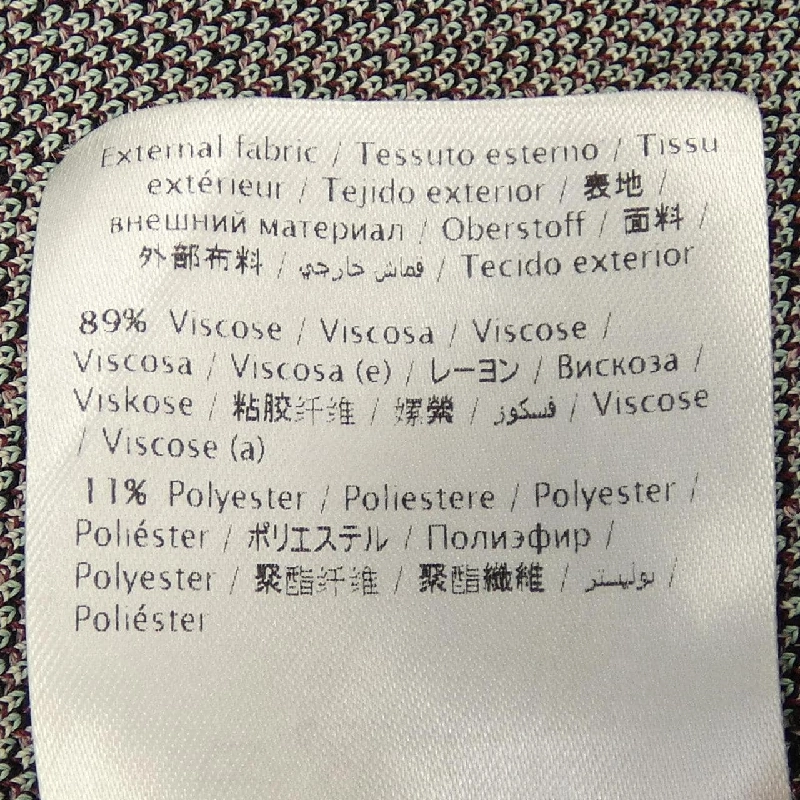 External fabric / Tessuto esterno / Tissu
extérieur / Tejido exterior / 表地 /
внешний материал / Oberstoff / 面料 /
外部布料 / قماش خارجي / Tecido exterior
89% Viscose / Viscosa / Viscose /
Viscosa / Viscosa (e) / レーヨン / Вискоза /
Viskose / 粘胶纤维 / 嫘縈 / فسكوز / Viscose
/ Viscose (a)
11% Polyester / Poliestere / Polyester /
Poliéster / ポリエステル / Полиэфир /
Polyester / 聚酯纤维 / 聚酯纖維 / بوليستر /
Poliéster